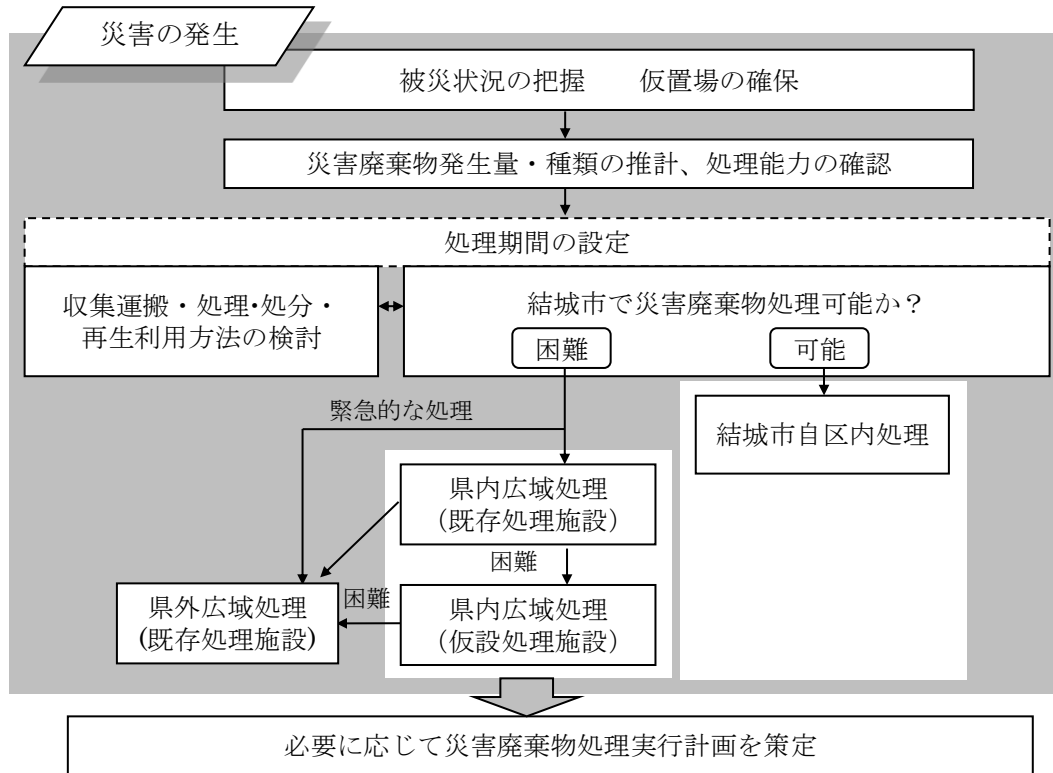 災害の発生
被災状況の把握　　仮置場の確保
災害廃棄物発生量・種類の推計、処理能力の確認
処理期間の設定
収集運搬・処理・処分・
再生利用方法の検討
結城市で災害廃棄物処理可能か？
困難
可能
緊急的な処理
結城市自区内処理
県内広域処理
(既存処理施設)
困難
県外広域処理
(既存処理施設)
困難
県内広域処理
(仮設処理施設)
必要に応じて災害廃棄物処理実行計画を策定